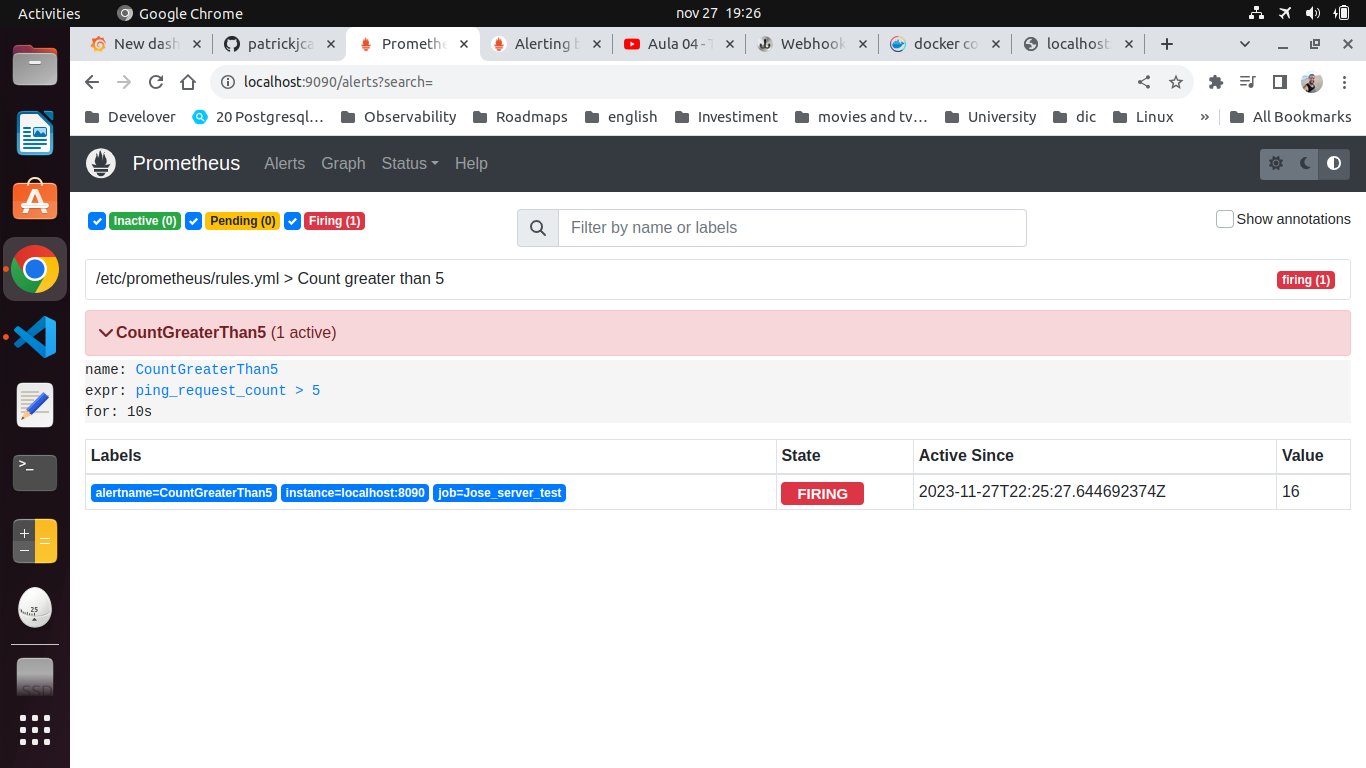 Activities Google Chrome nov 27 19:26
New dash patrickjca Promethe Alerting b Aula 04 - T Webhook docker co localhost:
localhost:9090/alerts?search=
Develover 20 Postgresql… Observability Roadmaps english Investiment movies and tv… University dic Linux » All Bookmarks
Prometheus Alerts Graph Status Help
Inactive (0) Pending (0) Firing (1) Filter by name or labels Show annotations
/etc/prometheus/rules.yml > Count greater than 5 firing (1)
CountGreaterThan5 (1 active)
name: CountGreaterThan5
expr: ping_request_count > 5
for: 10s
Labels State Active Since Value
alertname=CountGreaterThan5 instance=localhost:8090 job=Jose_server_test FIRING 2023-11-27T22:25:27.644692374Z 16
>_
25
SSD